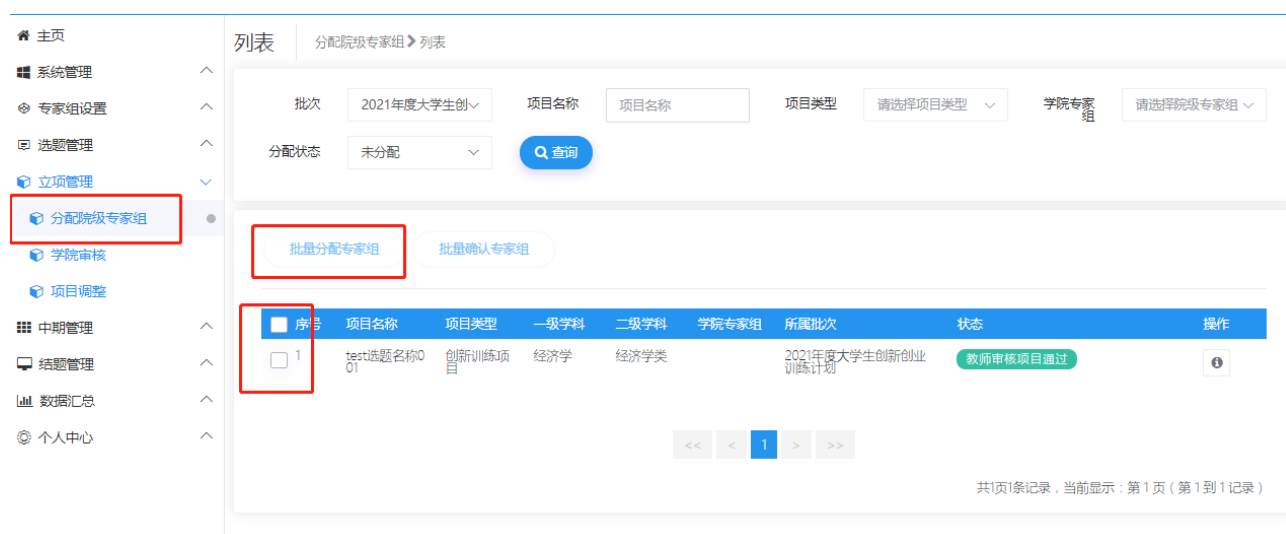 主页
系统管理
专家组设置
选题管理
立项管理
分配院级专家组
学院审核
项目调整
中期管理
结题管理
数据汇总
个人中心
列表 分配院级专家组 列表
批次 2021年度大学生创 项目名称 项目名称 项目类型 请选择项目类型 学院专家组 请选择院级专家组
分配状态 未分配 查询
批量分配专家组 批量确认专家组
序号 项目名称 项目类型 一级学科 二级学科 学院专家组 所属批次 状态 操作
1 test选题名称001 创新训练项目 经济学 经济学类 2021年度大学生创新创业训练计划 教师审核项目通过
<< < 1 > >>
共1页1条记录，当前显示：第1页（第1到1记录）